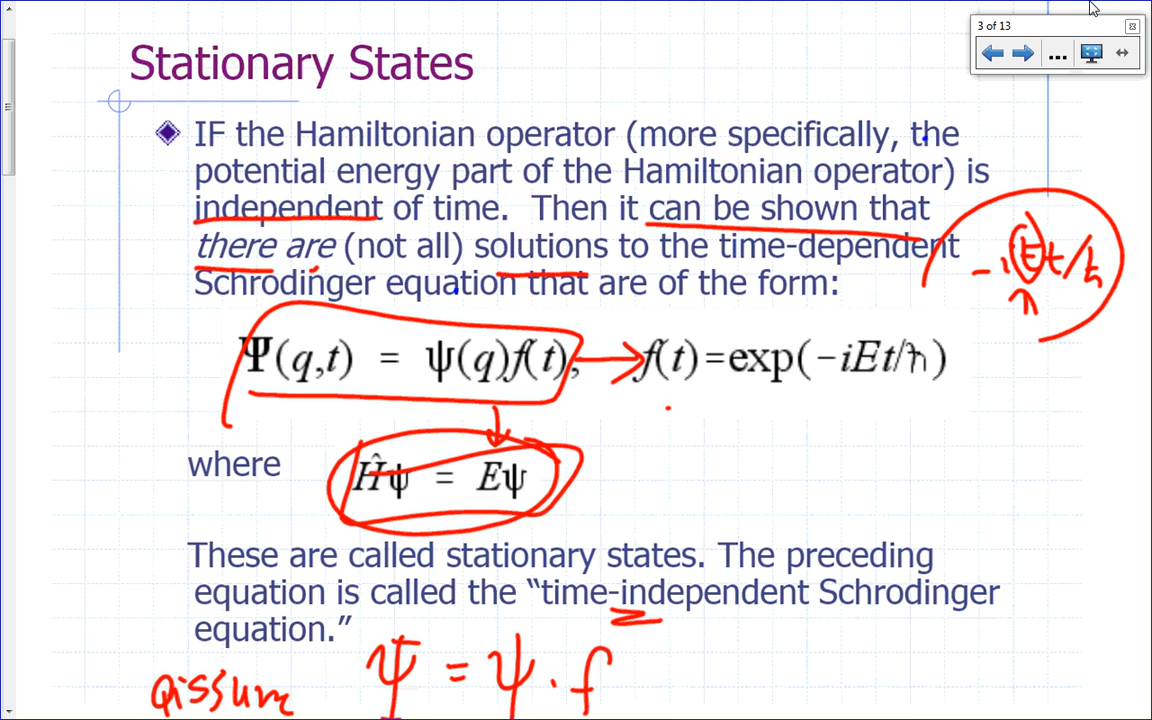 3 of 13
Stationary States
IF the Hamiltonian operator (more specifically, the
potential energy part of the Hamiltonian operator) is
independent of time. Then it can be shown that
there are (not all) solutions to the time-dependent
Schrodinger equation that are of the form:
-iEt/ħ
Ψ(q,t) = ψ(q)f(t), f(t)=exp(-iEt/ħ)
where Ĥψ = Eψ
These are called stationary states. The preceding
equation is called the “time-independent Schrodinger
equation.”
Ψ = ψ · f